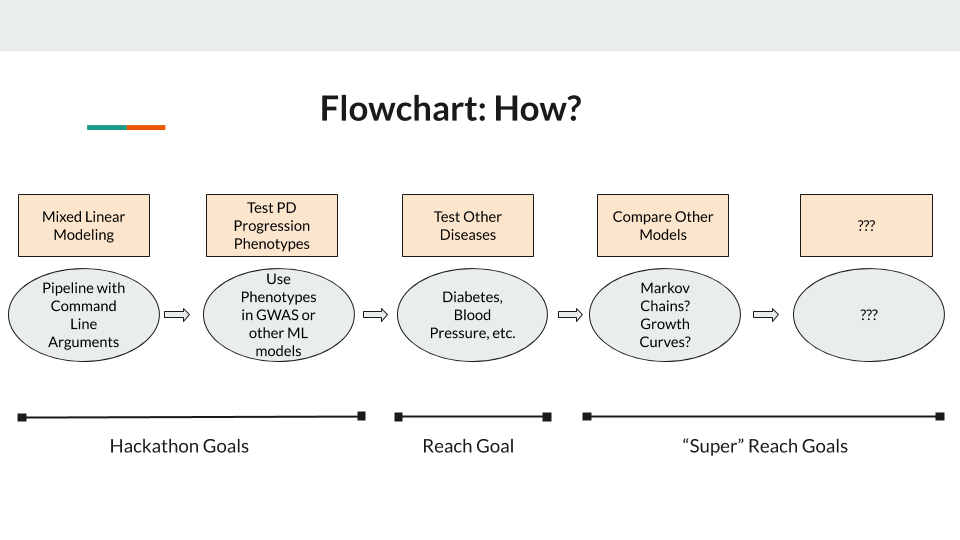 Flowchart: How?
Mixed Linear
Modeling
Test PD
Progression
Phenotypes
Test Other
Diseases
Compare Other
Models
???
Pipeline with
Command
Line
Arguments
Use
Phenotypes
in GWAS or
other ML
models
Diabetes,
Blood
Pressure, etc.
Markov
Chains?
Growth
Curves?
???
Hackathon Goals
Reach Goal
“Super” Reach Goals